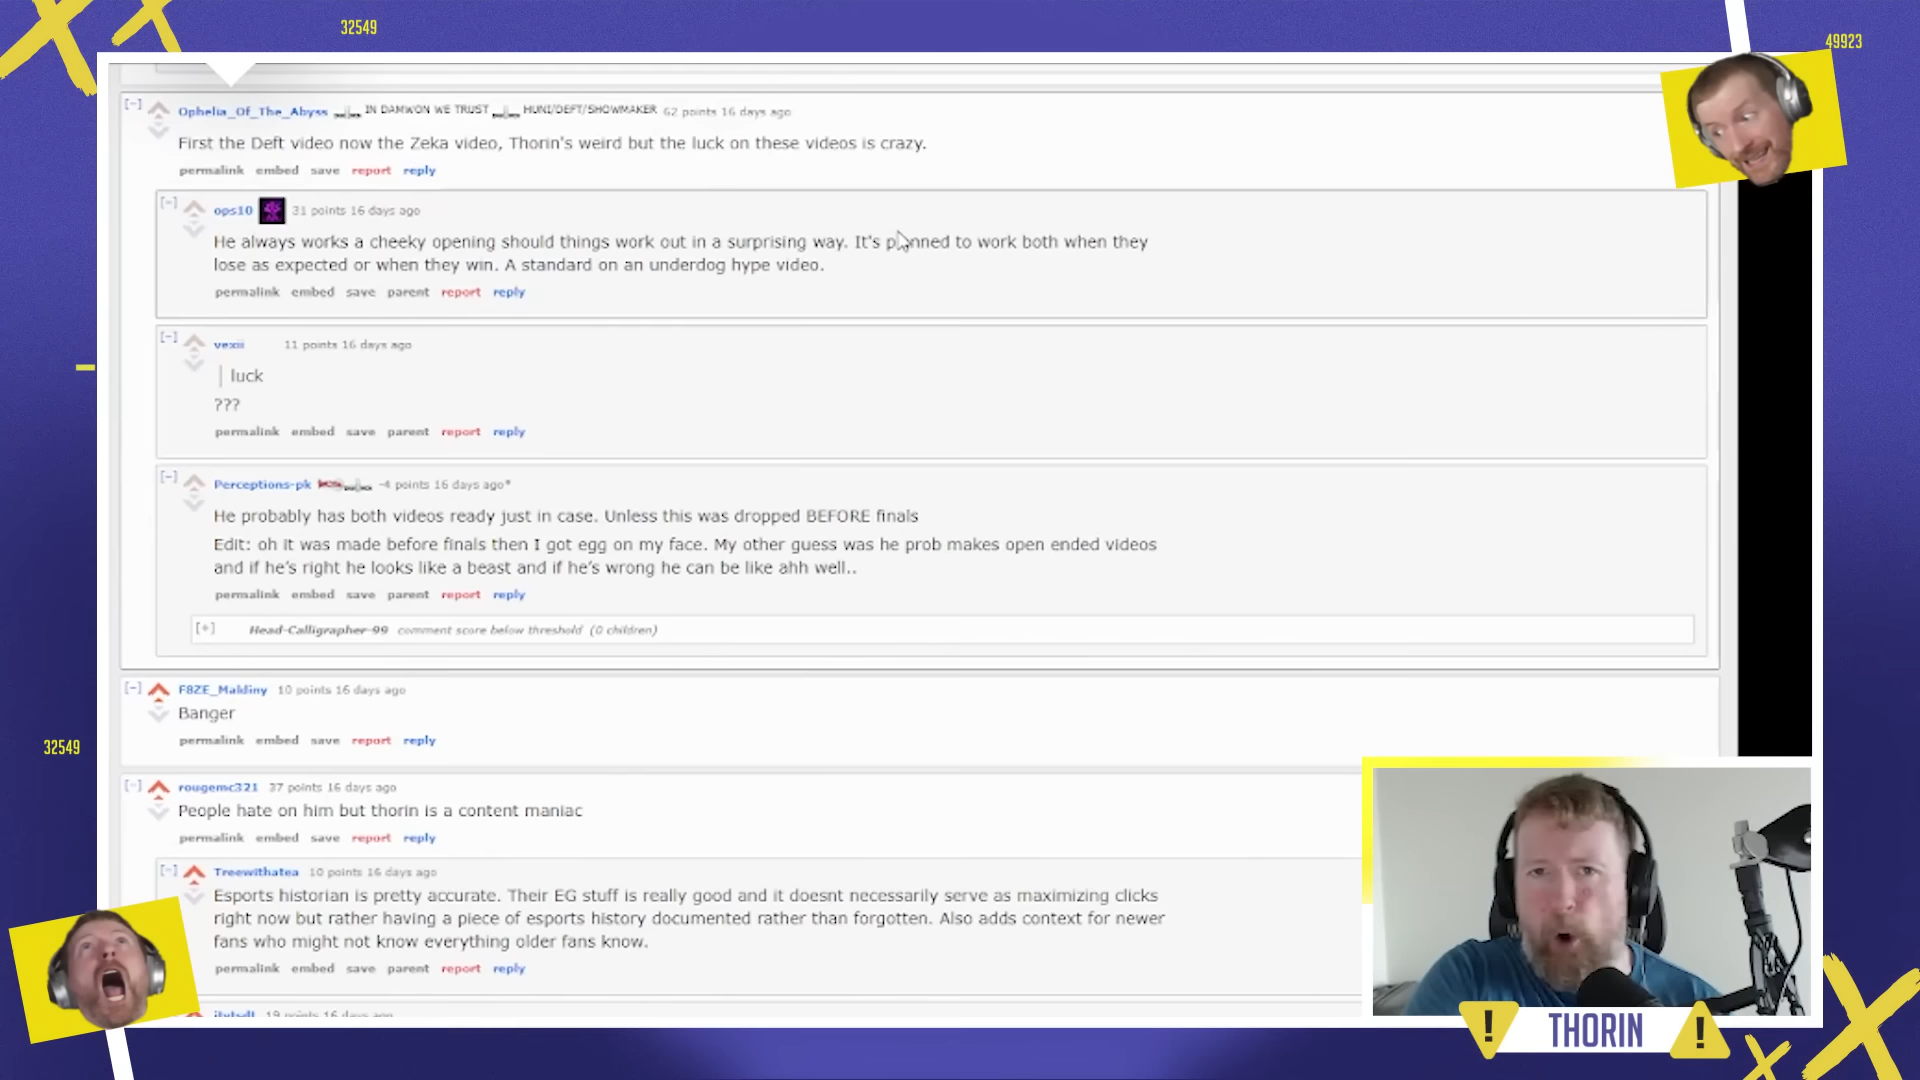 32549
49923
[-] Ophelia_Of_The_Abyss IN DAMWON WE TRUST HUNI/DEFT/SHOWMAKER 62 points 16 days ago
First the Deft video now the Zeka video, Thorin's weird but the luck on these videos is crazy.
permalink embed save report reply
[-] ops10 31 points 16 days ago
He always works a cheeky opening should things work out in a surprising way. It's planned to work both when they
lose as expected or when they win. A standard on an underdog hype video.
permalink embed save parent report reply
[-] vexii 11 points 16 days ago
luck
???
permalink embed save parent report reply
[-] Perceptions-pk -4 points 16 days ago*
He probably has both videos ready just in case. Unless this was dropped BEFORE finals
Edit: oh it was made before finals then I got egg on my face. My other guess was he prob makes open ended videos
and if he's right he looks like a beast and if he's wrong he can be like ahh well..
permalink embed save parent report reply
[+] Head-Calligrapher-99 comment score below threshold (0 children)
[-] F8ZE_Maldiny 10 points 16 days ago
Banger
permalink embed save report reply
32549
[-] rougemc321 37 points 16 days ago
People hate on him but thorin is a content maniac
permalink embed save report reply
[-] Treewithatea 10 points 16 days ago
Esports historian is pretty accurate. Their EG stuff is really good and it doesnt necessarily serve as maximizing clicks
right now but rather having a piece of esports history documented rather than forgotten. Also adds context for newer
fans who might not know everything older fans know.
permalink embed save parent report reply
19 points 16 days ago
! THORIN !